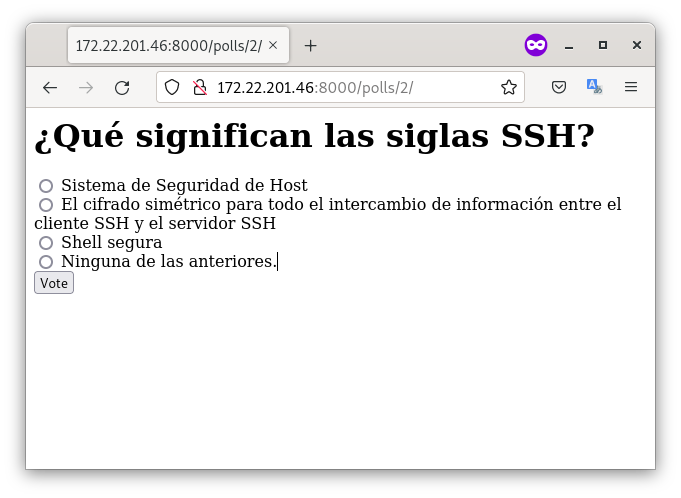 172.22.201.46:8000/polls/2/
172.22.201.46:8000/polls/2/
¿Qué significan las siglas SSH?
Sistema de Seguridad de Host
El cifrado simétrico para todo el intercambio de información entre el
cliente SSH y el servidor SSH
Shell segura
Ninguna de las anteriores.
Vote